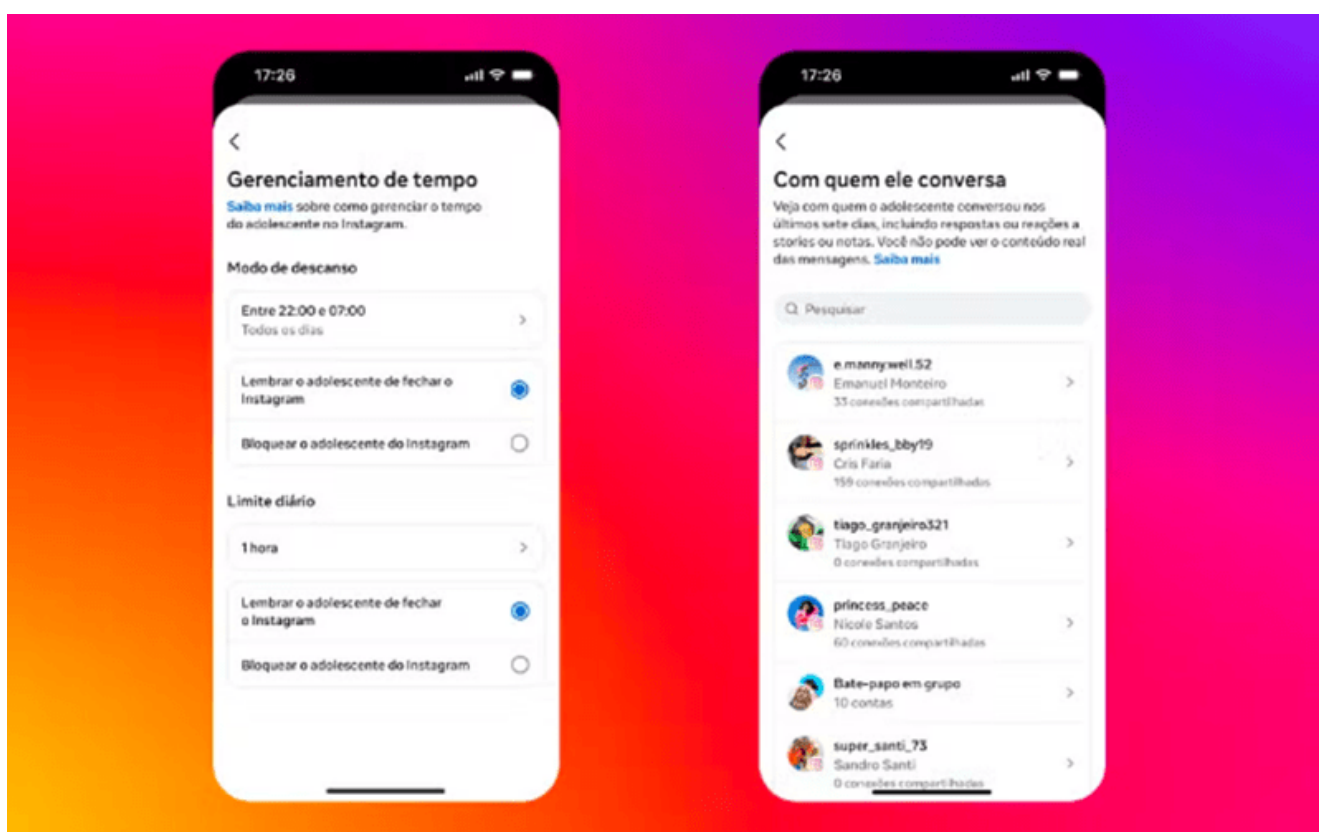 17:26
Gerenciamento de tempo
Saiba mais sobre como gerenciar o tempo
do adolescente no Instagram.
Modo de descanso
Entre 22:00 e 07:00
Todos os dias
Lembrar o adolescente de fechar o
Instagram
Bloquear o adolescente do Instagram
Limite diário
1 hora
Lembrar o adolescente de fechar
o Instagram
Bloquear o adolescente do Instagram
17:26
Com quem ele conversa
Veja com quem o adolescente conversou nos
últimos sete dias, incluindo respostas ou reações a
stories ou notas. Você não pode ver o conteúdo real
das mensagens. Saiba mais
Pesquisar
e.manny.well.52
Emanuel Monteiro
33 conexões compartilhadas
sprinkles_bby19
Cris Faria
159 conexões compartilhadas
tiago_granjeiro321
Tiago Granjeiro
0 conexões compartilhadas
princess_peace
Nicole Santos
60 conexões compartilhadas
Bate-papo em grupo
10 contas
super_santi_73
Sandro Santi
0 conexões compartilhadas